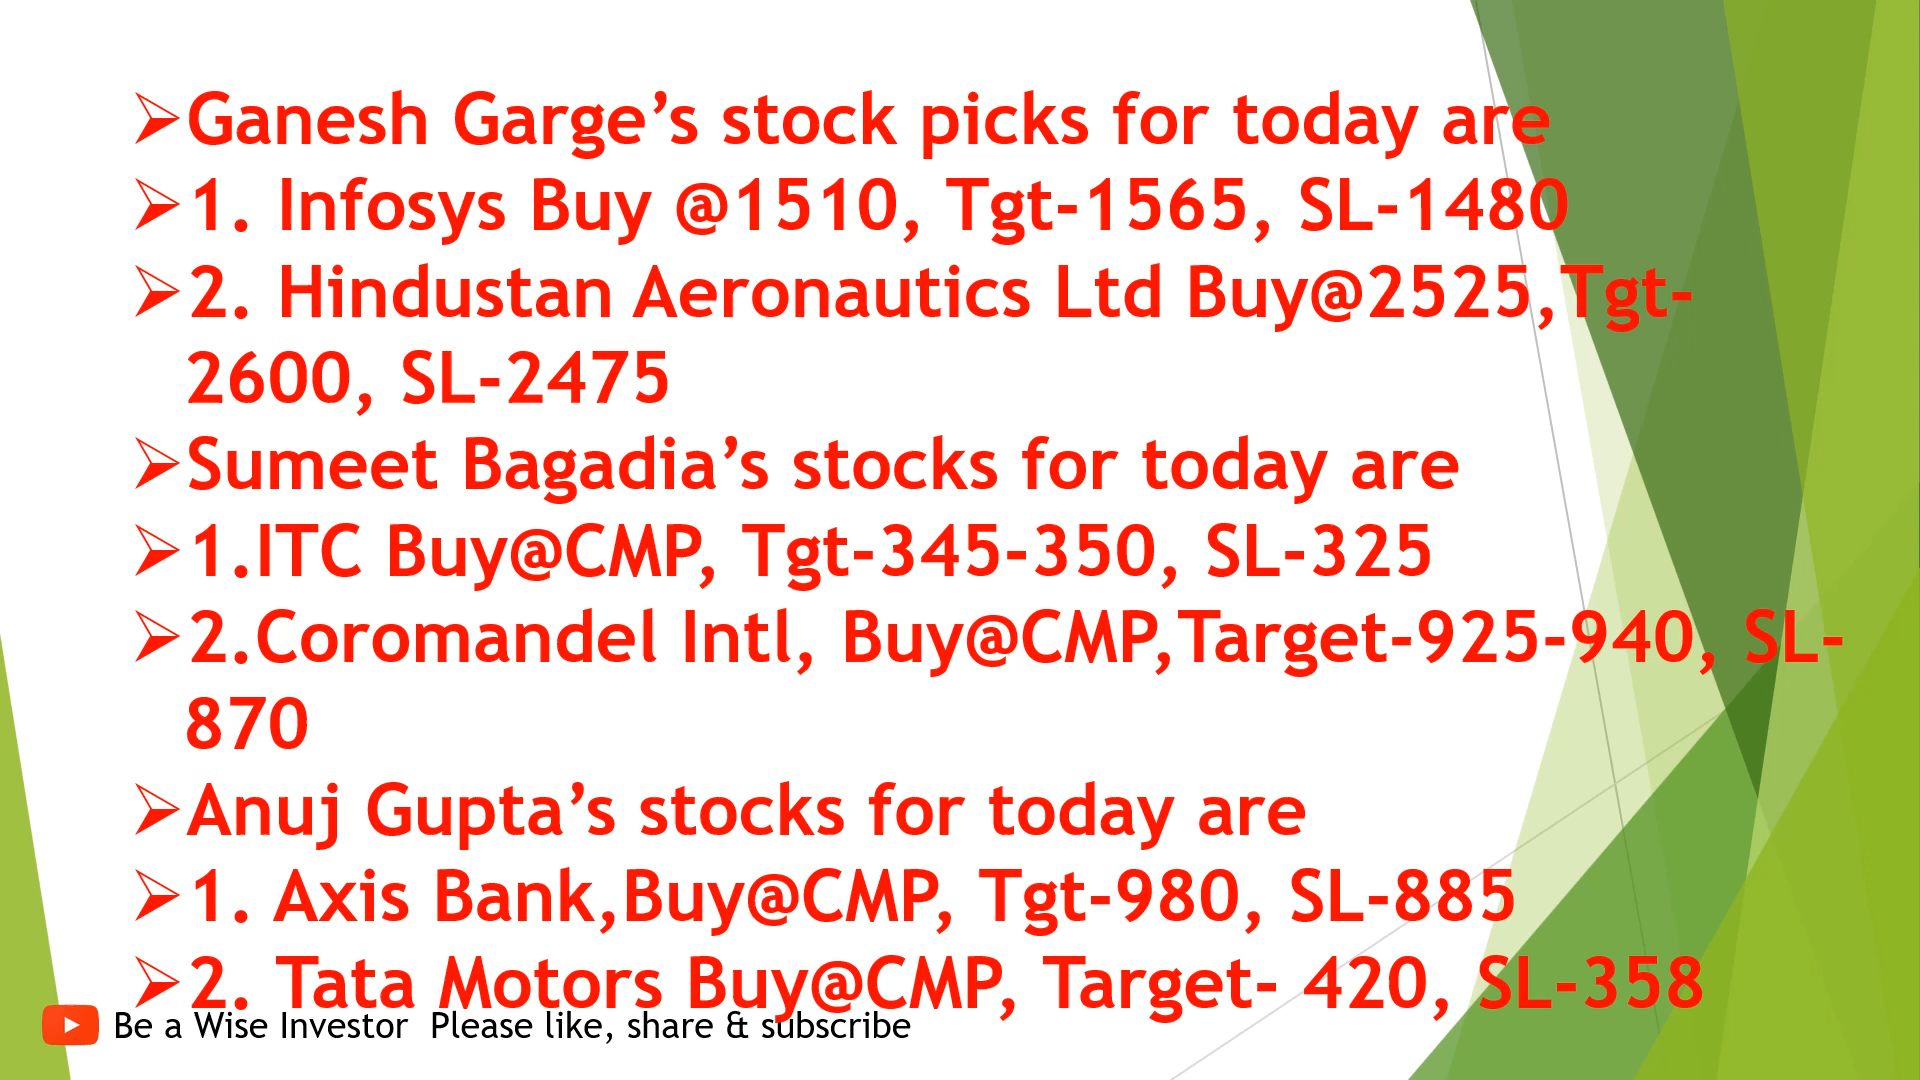 ➢Ganesh Garge’s stock picks for today are
➢1. Infosys Buy @1510, Tgt-1565, SL-1480
➢2. Hindustan Aeronautics Ltd Buy@2525,Tgt-
2600, SL-2475
➢Sumeet Bagadia’s stocks for today are
➢1.ITC Buy@CMP, Tgt-345-350, SL-325
➢2.Coromandel Intl, Buy@CMP,Target-925-940, SL-
870
➢Anuj Gupta’s stocks for today are
➢1. Axis Bank,Buy@CMP, Tgt-980, SL-885
➢2. Tata Motors Buy@CMP, Target- 420, SL-358
Be a Wise Investor  Please like, share & subscribe